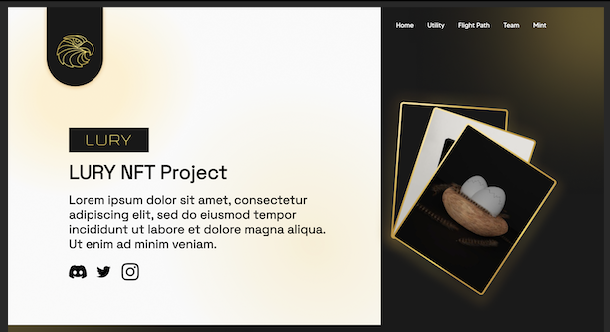 Home Utility Flight Path Team Mint
LURY
LURY NFT Project
Lorem ipsum dolor sit amet, consectetur
adipiscing elit, sed do eiusmod tempor
incididunt ut labore et dolore magna aliqua.
Ut enim ad minim veniam.